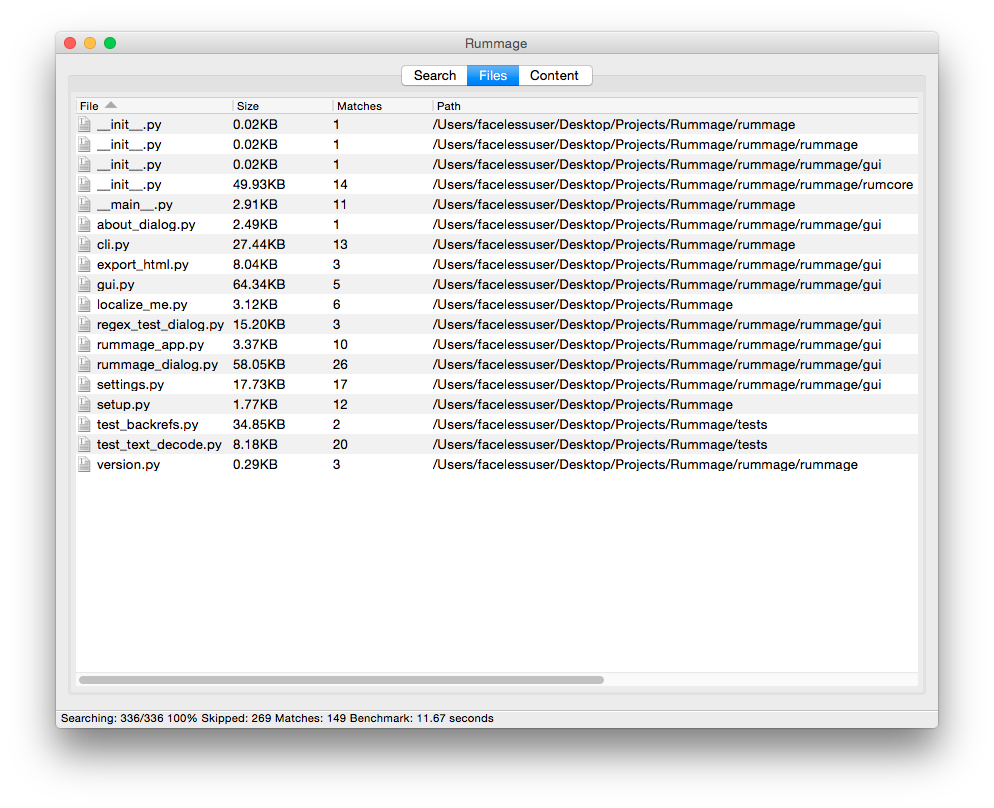 Rummage
Search Files Content
File Size Matches Path
__init__.py 0.02KB 1 /Users/facelessuser/Desktop/Projects/Rummage/rummage
__init__.py 0.02KB 1 /Users/facelessuser/Desktop/Projects/Rummage/rummage/rummage
__init__.py 0.02KB 1 /Users/facelessuser/Desktop/Projects/Rummage/rummage/rummage/gui
__init__.py 49.93KB 14 /Users/facelessuser/Desktop/Projects/Rummage/rummage/rummage/rumcore
__main__.py 2.91KB 11 /Users/facelessuser/Desktop/Projects/Rummage/rummage
about_dialog.py 2.49KB 1 /Users/facelessuser/Desktop/Projects/Rummage/rummage/rummage/gui
cli.py 27.44KB 13 /Users/facelessuser/Desktop/Projects/Rummage/rummage
export_html.py 8.04KB 3 /Users/facelessuser/Desktop/Projects/Rummage/rummage/rummage/gui
gui.py 64.34KB 5 /Users/facelessuser/Desktop/Projects/Rummage/rummage/rummage/gui
localize_me.py 3.12KB 6 /Users/facelessuser/Desktop/Projects/Rummage
regex_test_dialog.py 15.20KB 3 /Users/facelessuser/Desktop/Projects/Rummage/rummage/rummage/gui
rummage_app.py 3.37KB 10 /Users/facelessuser/Desktop/Projects/Rummage/rummage/rummage/gui
rummage_dialog.py 58.05KB 26 /Users/facelessuser/Desktop/Projects/Rummage/rummage/rummage/gui
settings.py 17.73KB 17 /Users/facelessuser/Desktop/Projects/Rummage/rummage/rummage/gui
setup.py 1.77KB 12 /Users/facelessuser/Desktop/Projects/Rummage
test_backrefs.py 34.85KB 2 /Users/facelessuser/Desktop/Projects/Rummage/tests
test_text_decode.py 8.18KB 20 /Users/facelessuser/Desktop/Projects/Rummage/tests
version.py 0.29KB 3 /Users/facelessuser/Desktop/Projects/Rummage/rummage/rummage
Searching: 336/336 100% Skipped: 269 Matches: 149 Benchmark: 11.67 seconds